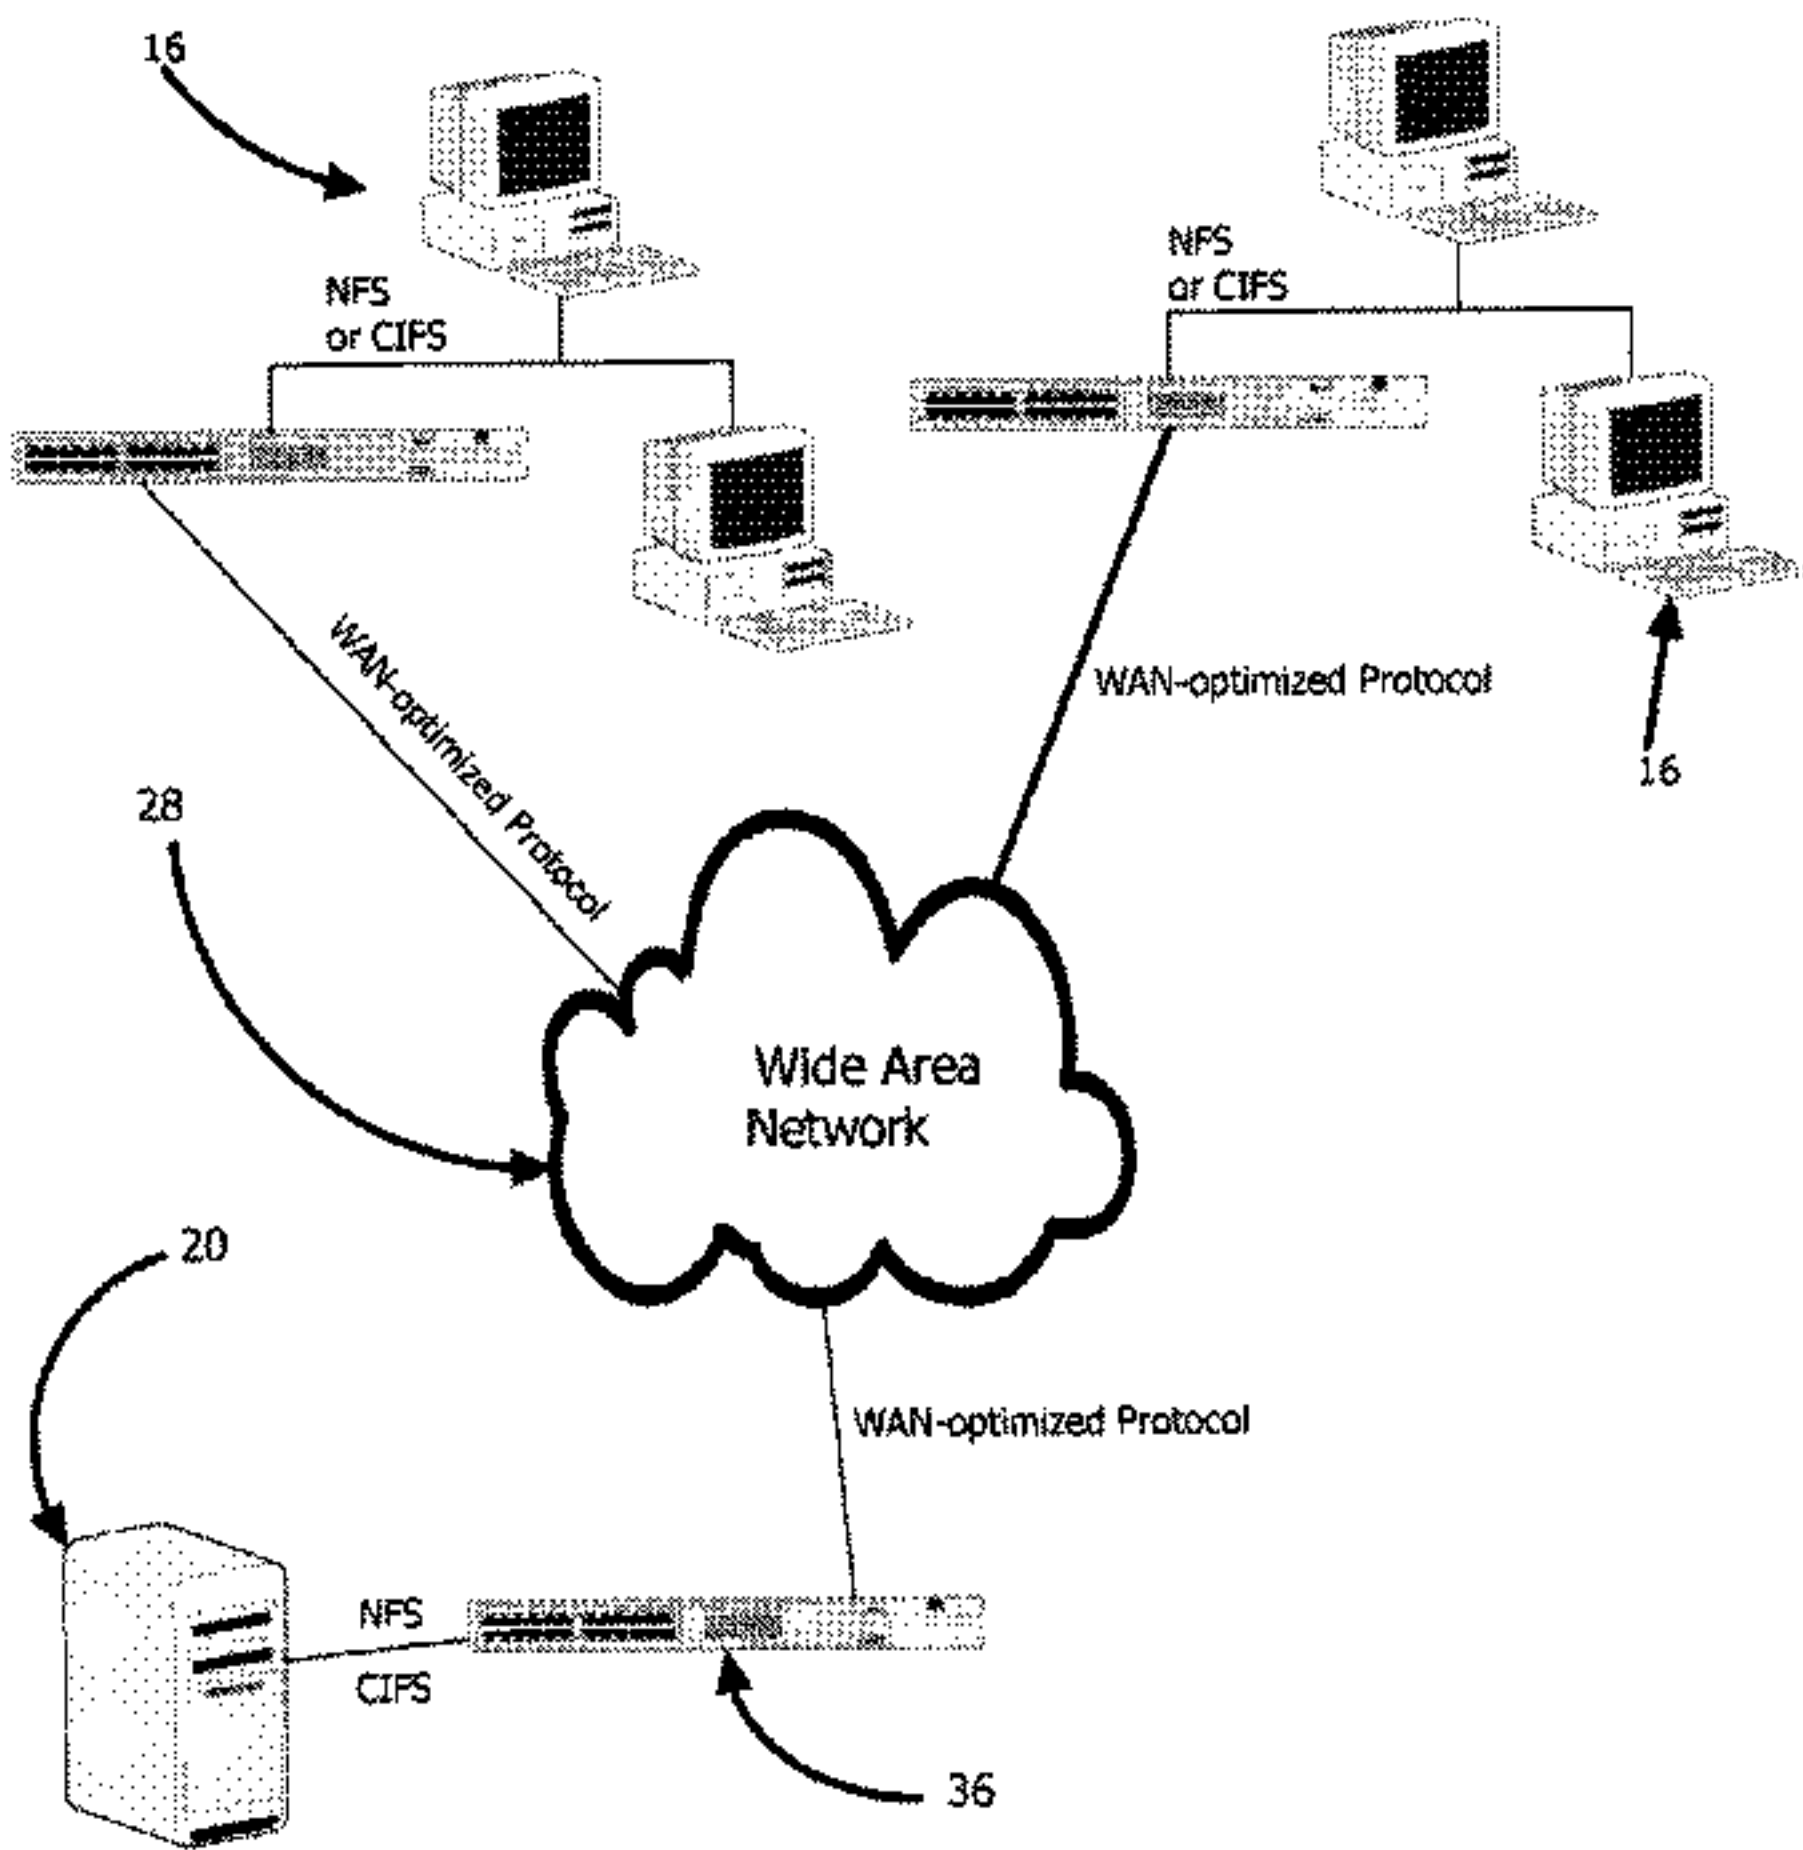 16
NFS
or CIFS
NFS
or CIFS
WAN-optimized Protocol
WAN-optimized Protocol
16
28
Wide Area
Network
20
WAN-optimized Protocol
NFS
CIFS
36